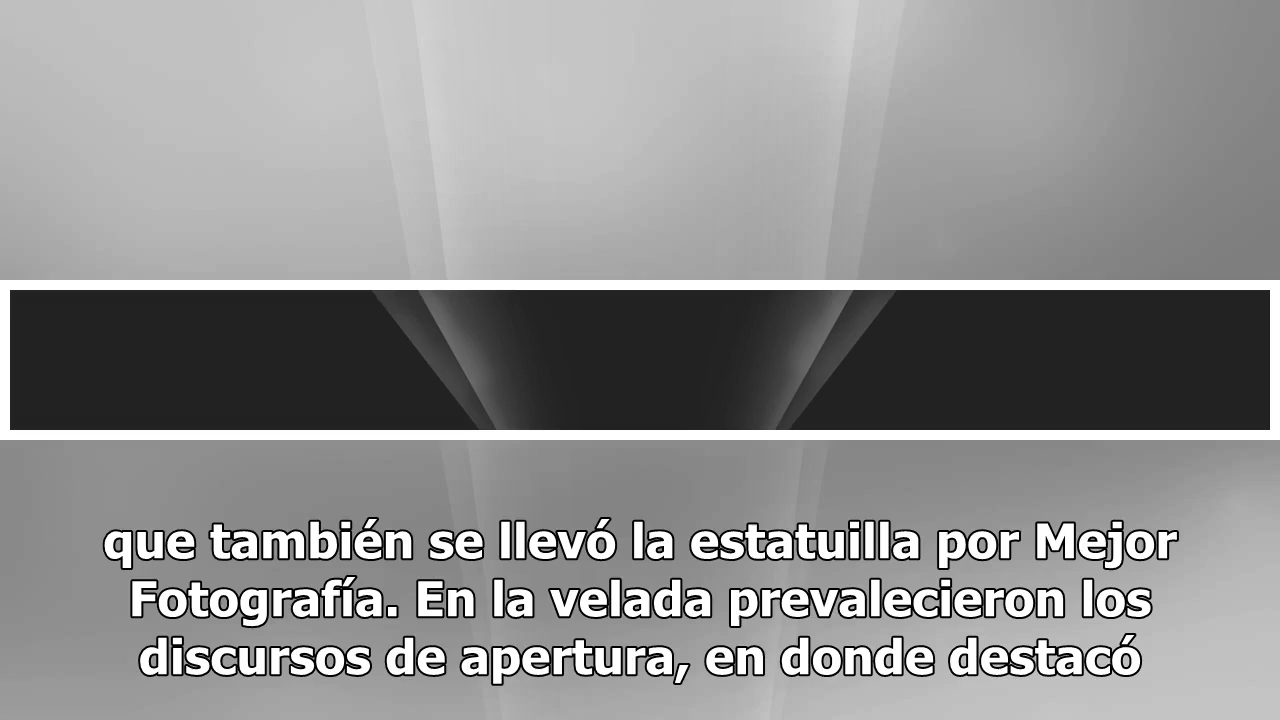 que también se llevó la estatuilla por Mejor
Fotografía. En la velada prevalecieron los
discursos de apertura, en donde destacó